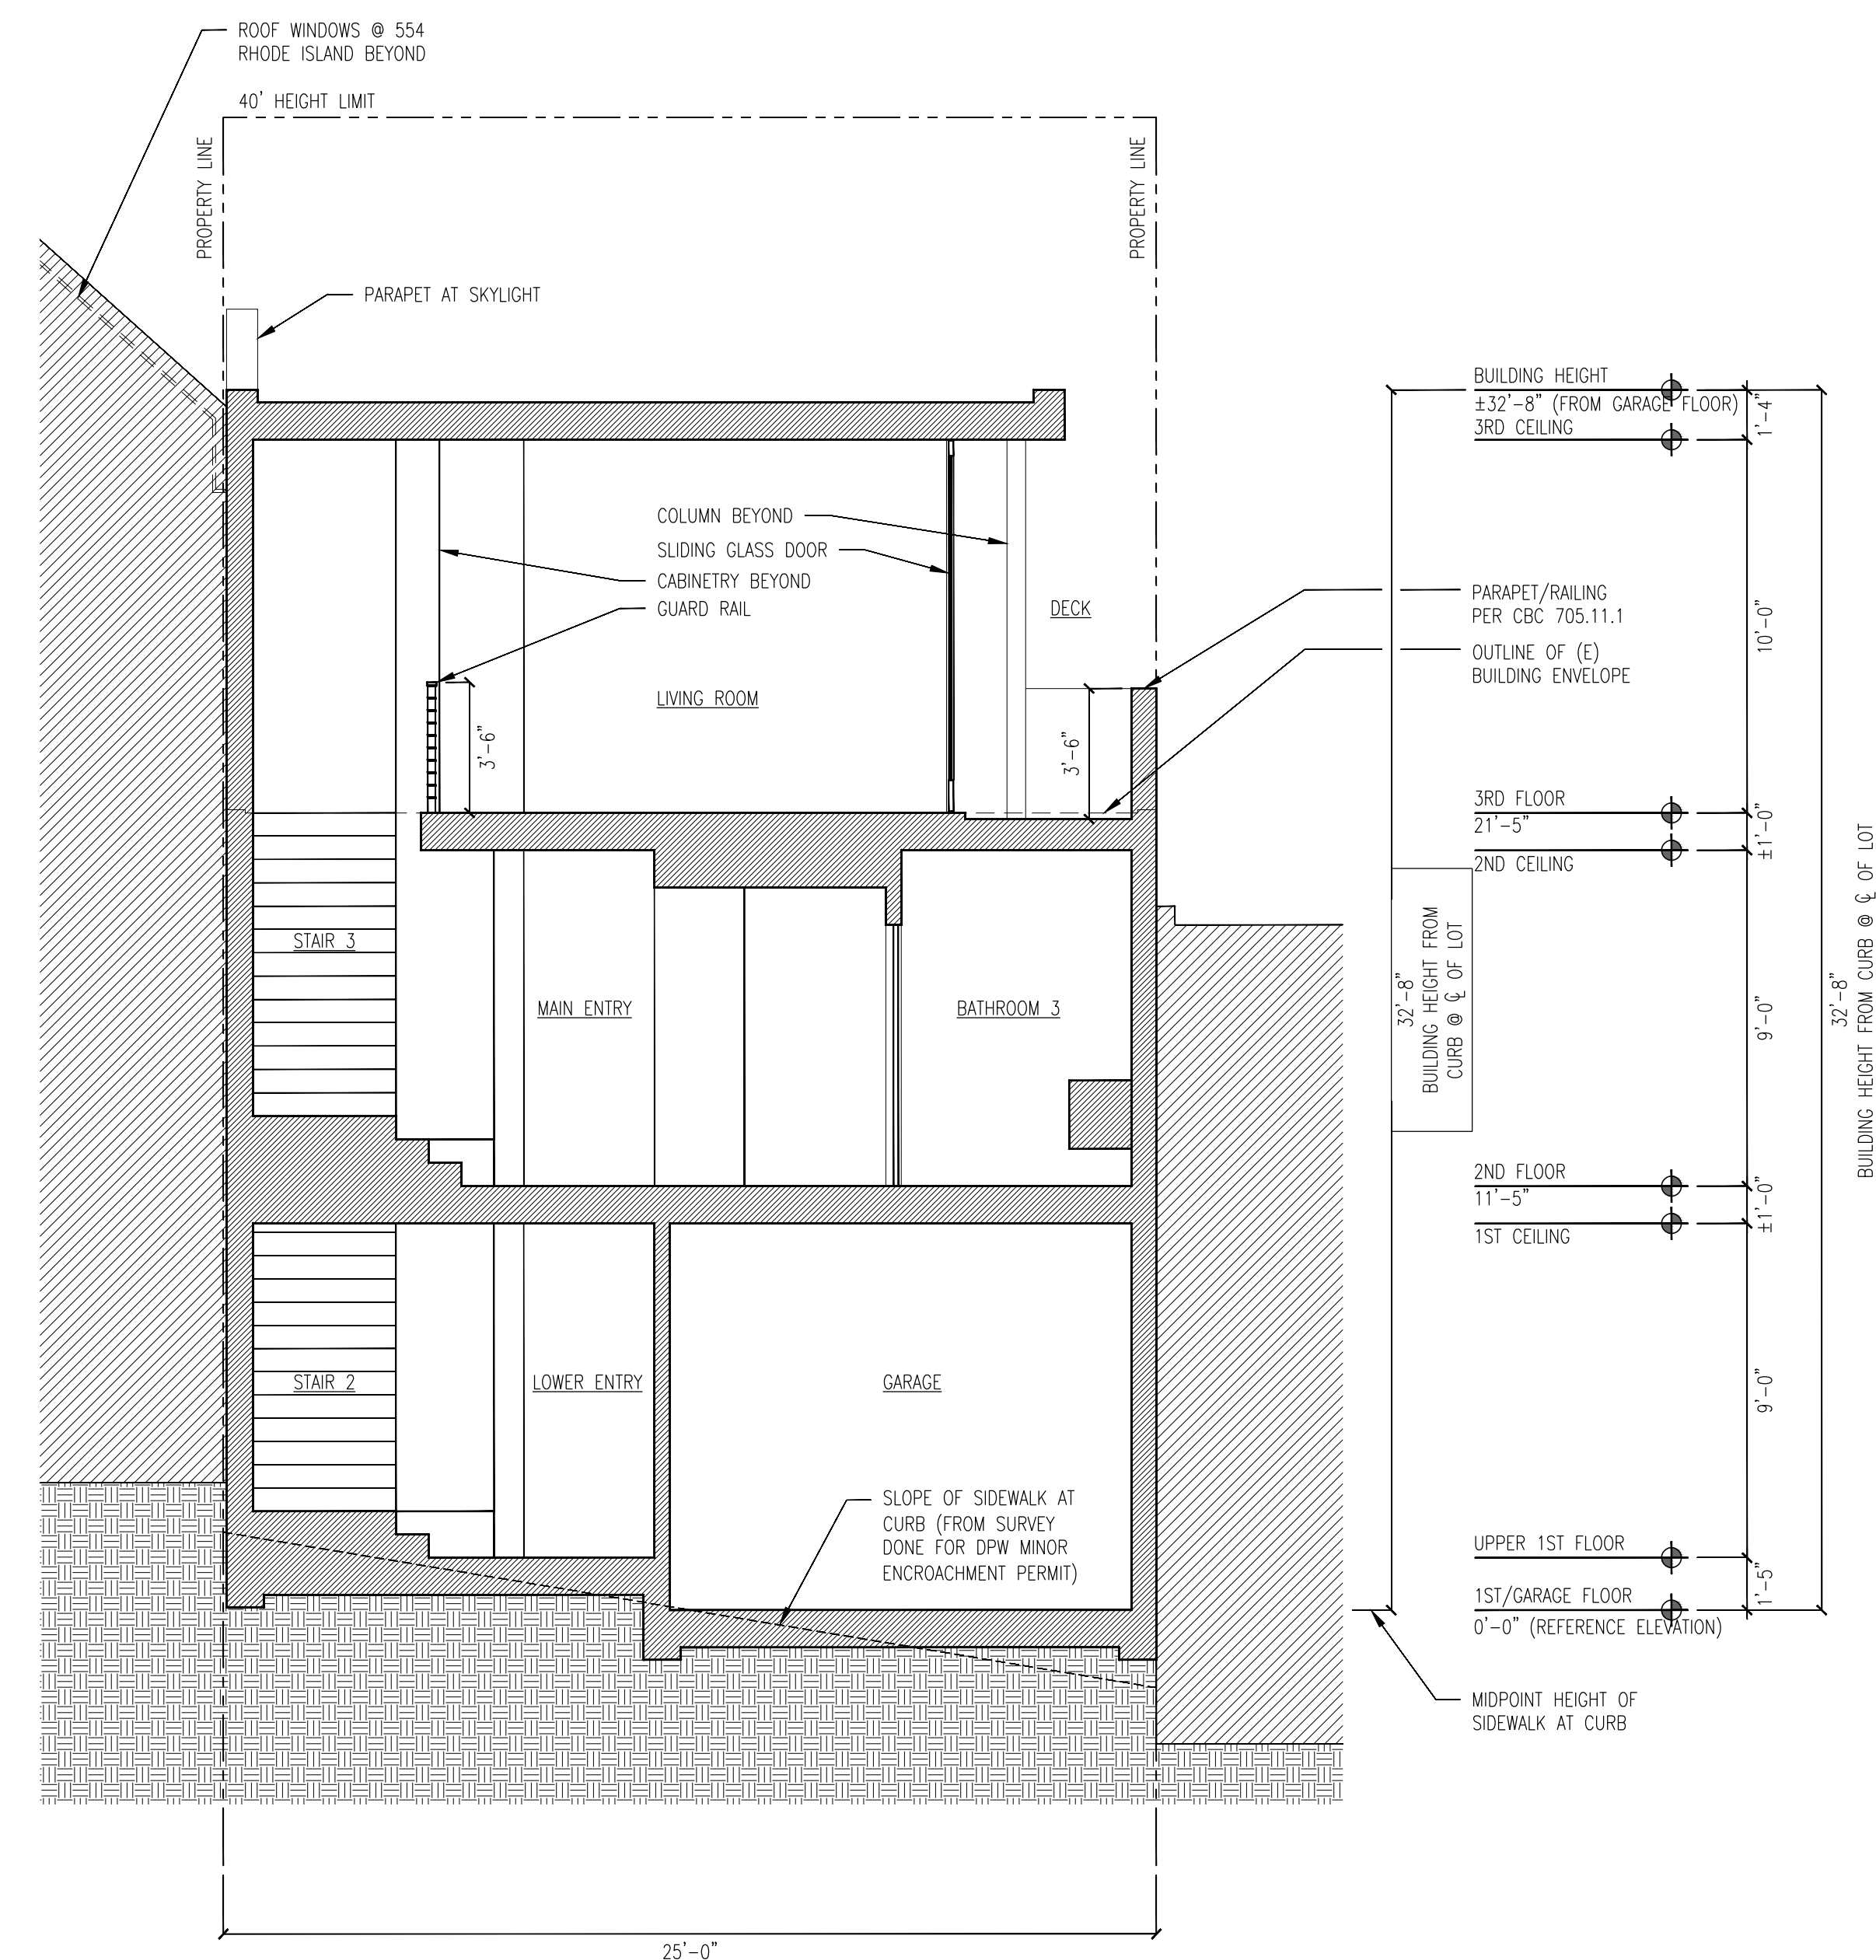 ROOF WINDOWS @ 554
RHODE ISLAND BEYOND
40' HEIGHT LIMIT
PROPERTY LINE
PROPERTY LINE
PARAPET AT SKYLIGHT
BUILDING HEIGHT
±32'-8" (FROM GARAGE FLOOR)
3RD CEILING
1'-4"
COLUMN BEYOND
SLIDING GLASS DOOR
CABINETRY BEYOND
GUARD RAIL
DECK
PARAPET/RAILING
PER CBC 705.11.1
OUTLINE OF (E)
BUILDING ENVELOPE
10'-0"
LIVING ROOM
3'-6"
3'-6"
3RD FLOOR
21'-5"
2ND CEILING
±1'-0"
STAIR 3
MAIN ENTRY
BATHROOM 3
32'-8"
BUILDING HEIGHT FROM
CURB @ ℄ OF LOT
9'-0"
32'-8"
BUILDING HEIGHT FROM CURB @ ℄ OF LOT
2ND FLOOR
11'-5"
1ST CEILING
±1'-0"
STAIR 2
LOWER ENTRY
GARAGE
9'-0"
SLOPE OF SIDEWALK AT
CURB (FROM SURVEY
DONE FOR DPW MINOR
ENCROACHMENT PERMIT)
UPPER 1ST FLOOR
1ST/GARAGE FLOOR
0'-0" (REFERENCE ELEVATION)
1'-5"
MIDPOINT HEIGHT OF
SIDEWALK AT CURB
25'-0"